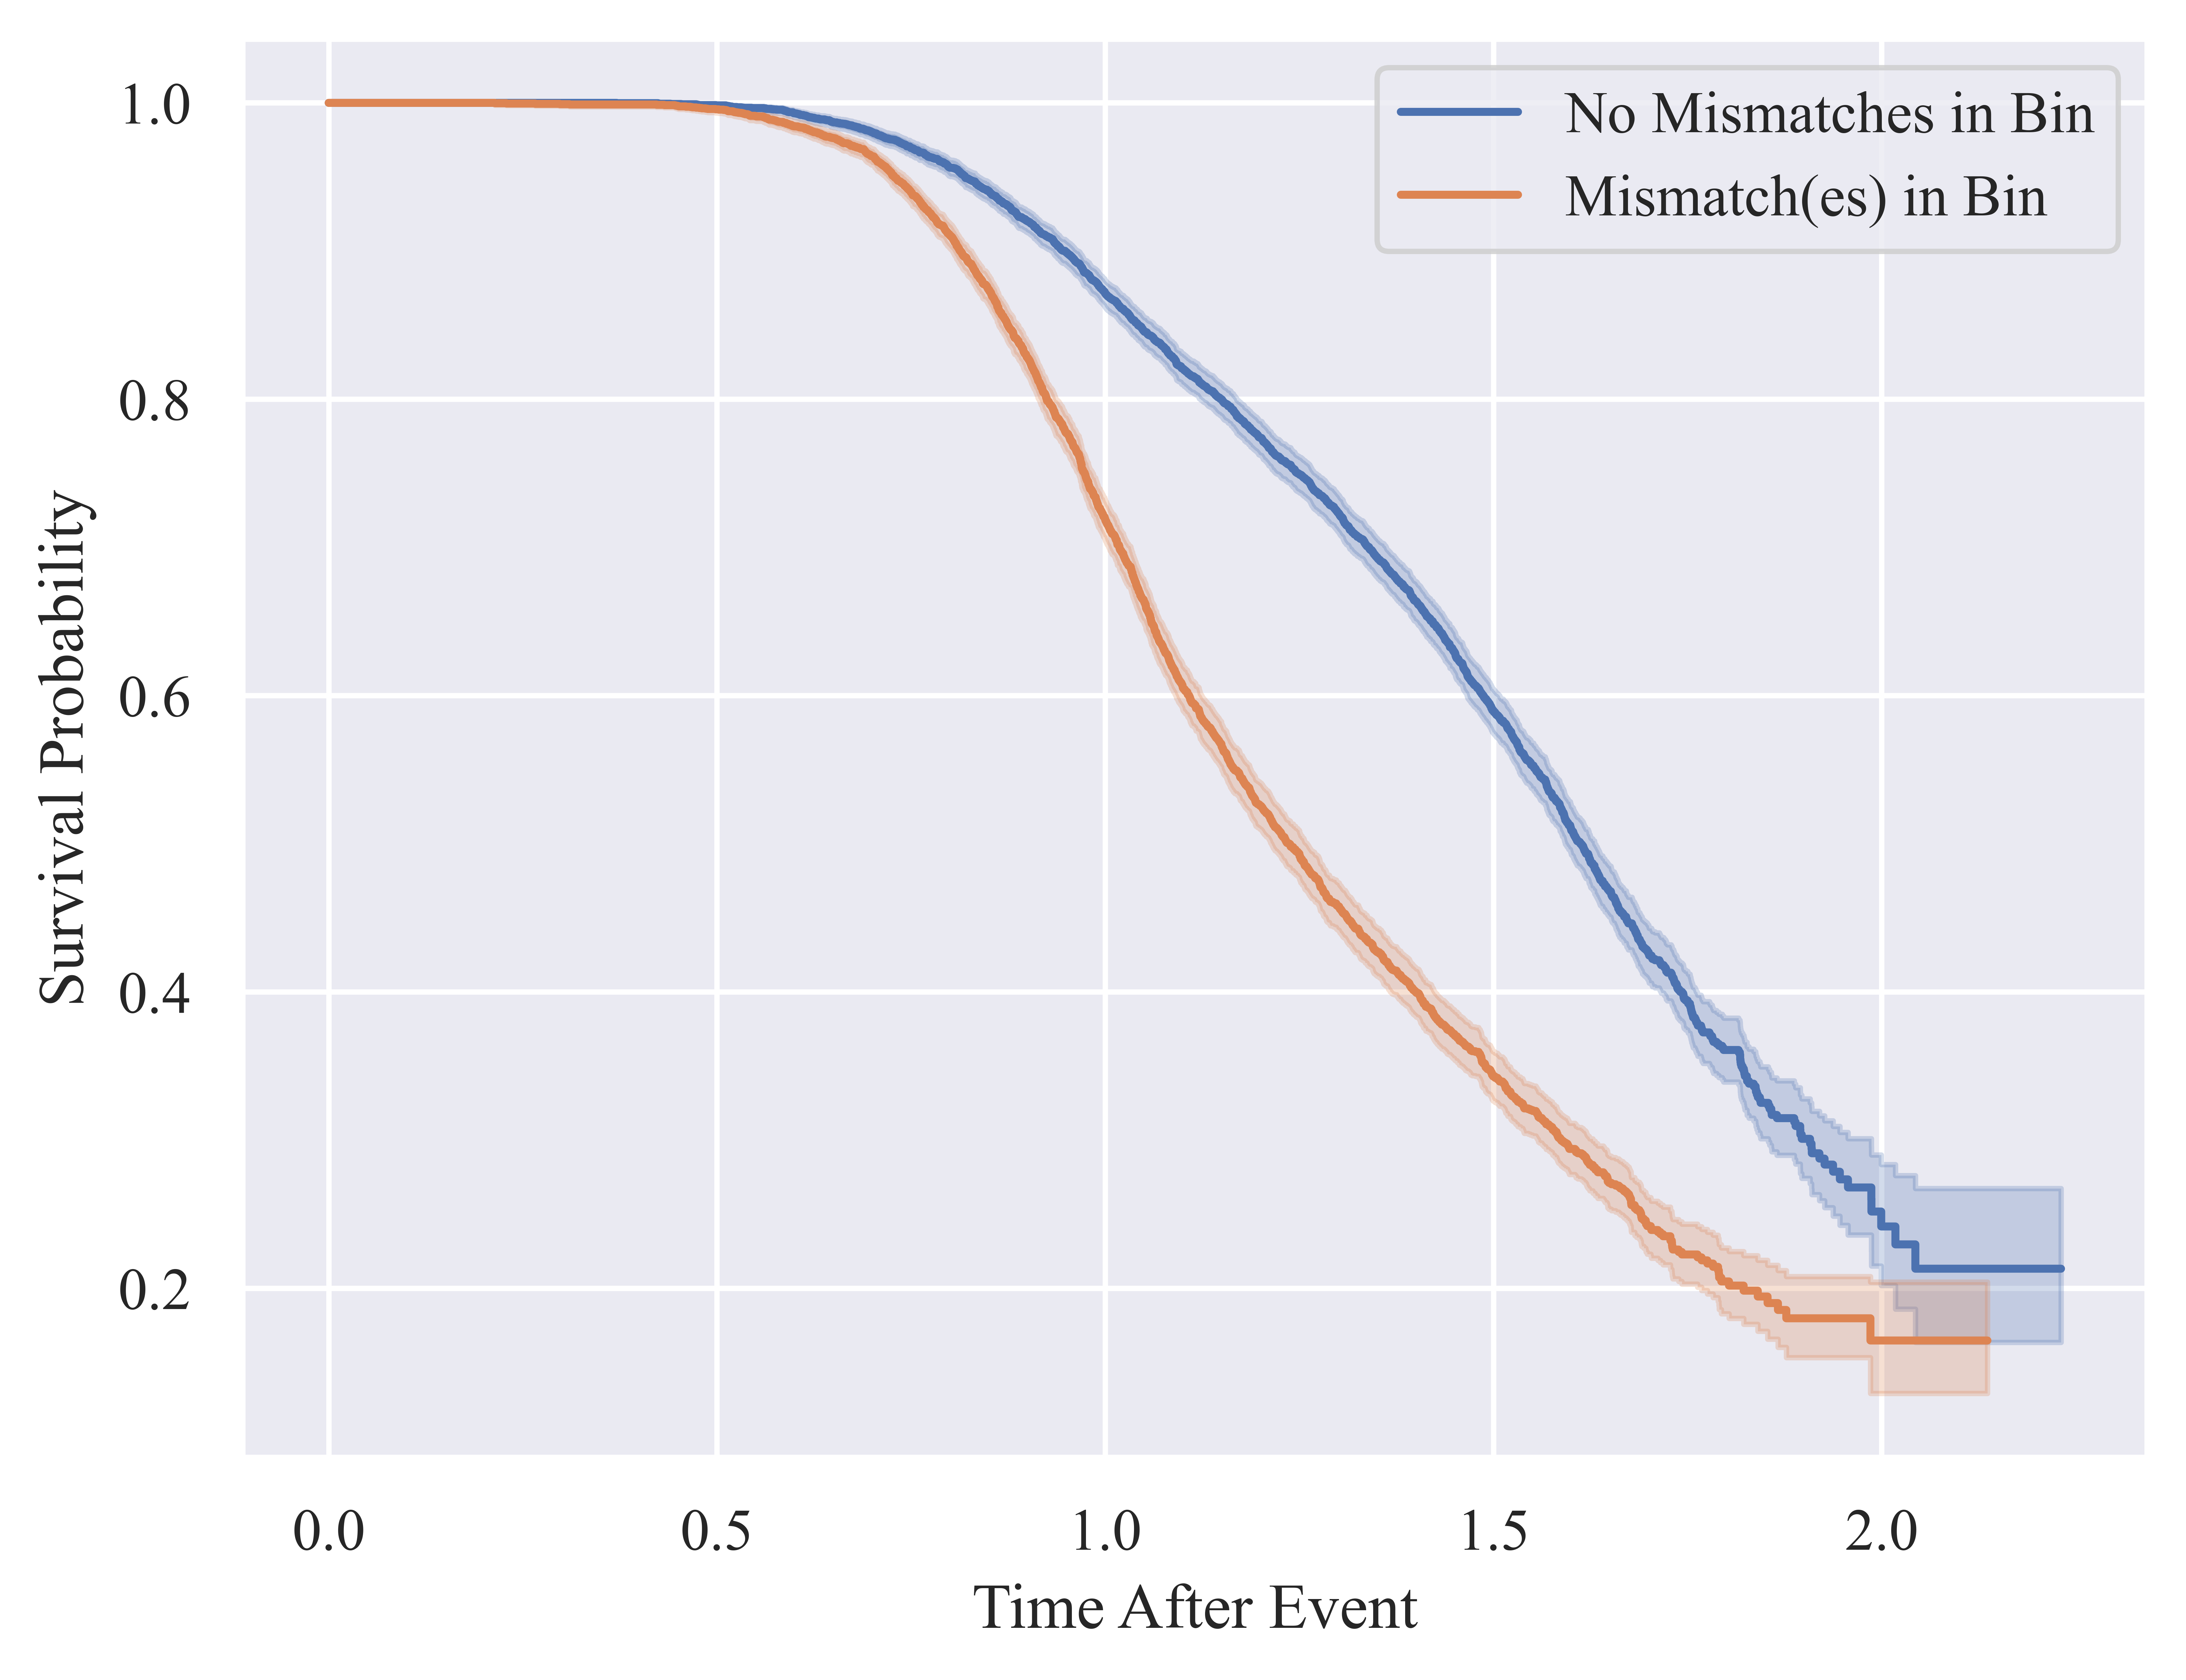 No Mismatches in Bin
Mismatch(es) in Bin
1.0
0.8
0.6
0.4
0.2
Survival Probability
0.0 0.5 1.0 1.5 2.0
Time After Event